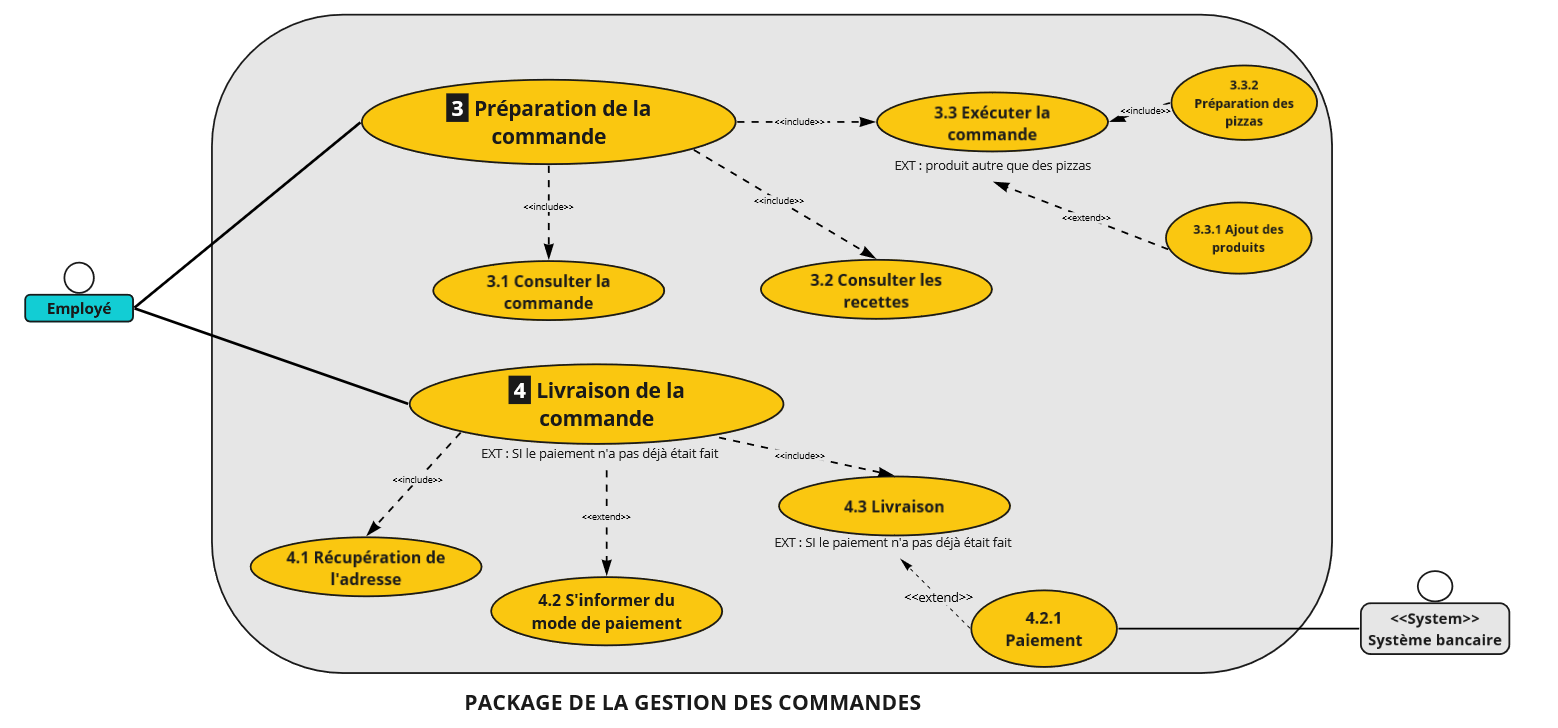 3 Préparation de la
commande
<<include>>
3.3 Exécuter la
commande
EXT : produit autre que des pizzas
<<include>>
3.3.2
Préparation des
pizzas
<<include>>
<<include>>
<<extend>>
3.3.1 Ajout des
produits
3.1 Consulter la
commande
3.2 Consulter les
recettes
Employé
4 Livraison de la
commande
EXT : SI le paiement n'a pas déjà était fait
<<include>>
<<include>>
<<extend>>
4.3 Livraison
EXT : SI le paiement n'a pas déjà était fait
4.1 Récupération de
l'adresse
4.2 S'informer du
mode de paiement
<<extend>>
4.2.1
Paiement
<<System>>
Système bancaire
PACKAGE DE LA GESTION DES COMMANDES